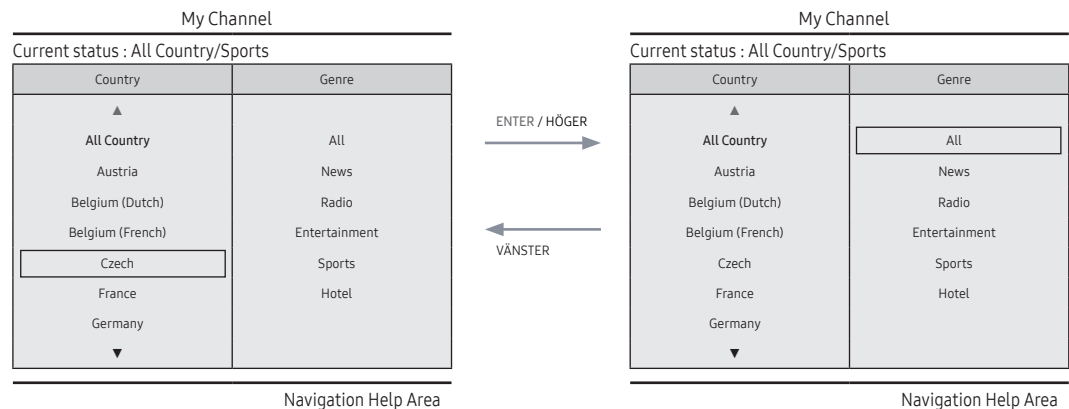 My Channel
Current status : All Country/Sports
Country Genre
▲
All Country All
Austria News
Belgium (Dutch) Radio
Belgium (French) Entertainment
Czech Sports
France Hotel
Germany
▼
Navigation Help Area
ENTER / HÖGER
VÄNSTER
My Channel
Current status : All Country/Sports
Country Genre
▲
All Country All
Austria News
Belgium (Dutch) Radio
Belgium (French) Entertainment
Czech Sports
France Hotel
Germany
▼
Navigation Help Area